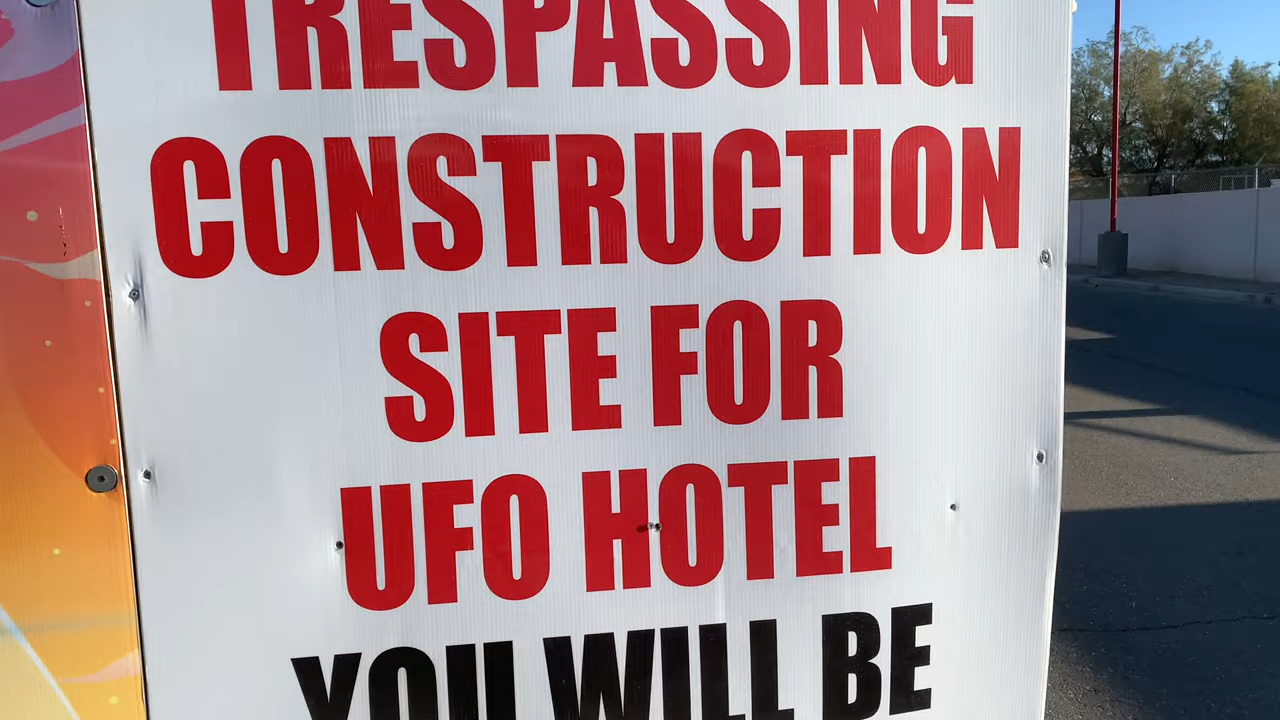 TRESPASSING
CONSTRUCTION
SITE FOR
UFO HOTEL
YOU WILL BE